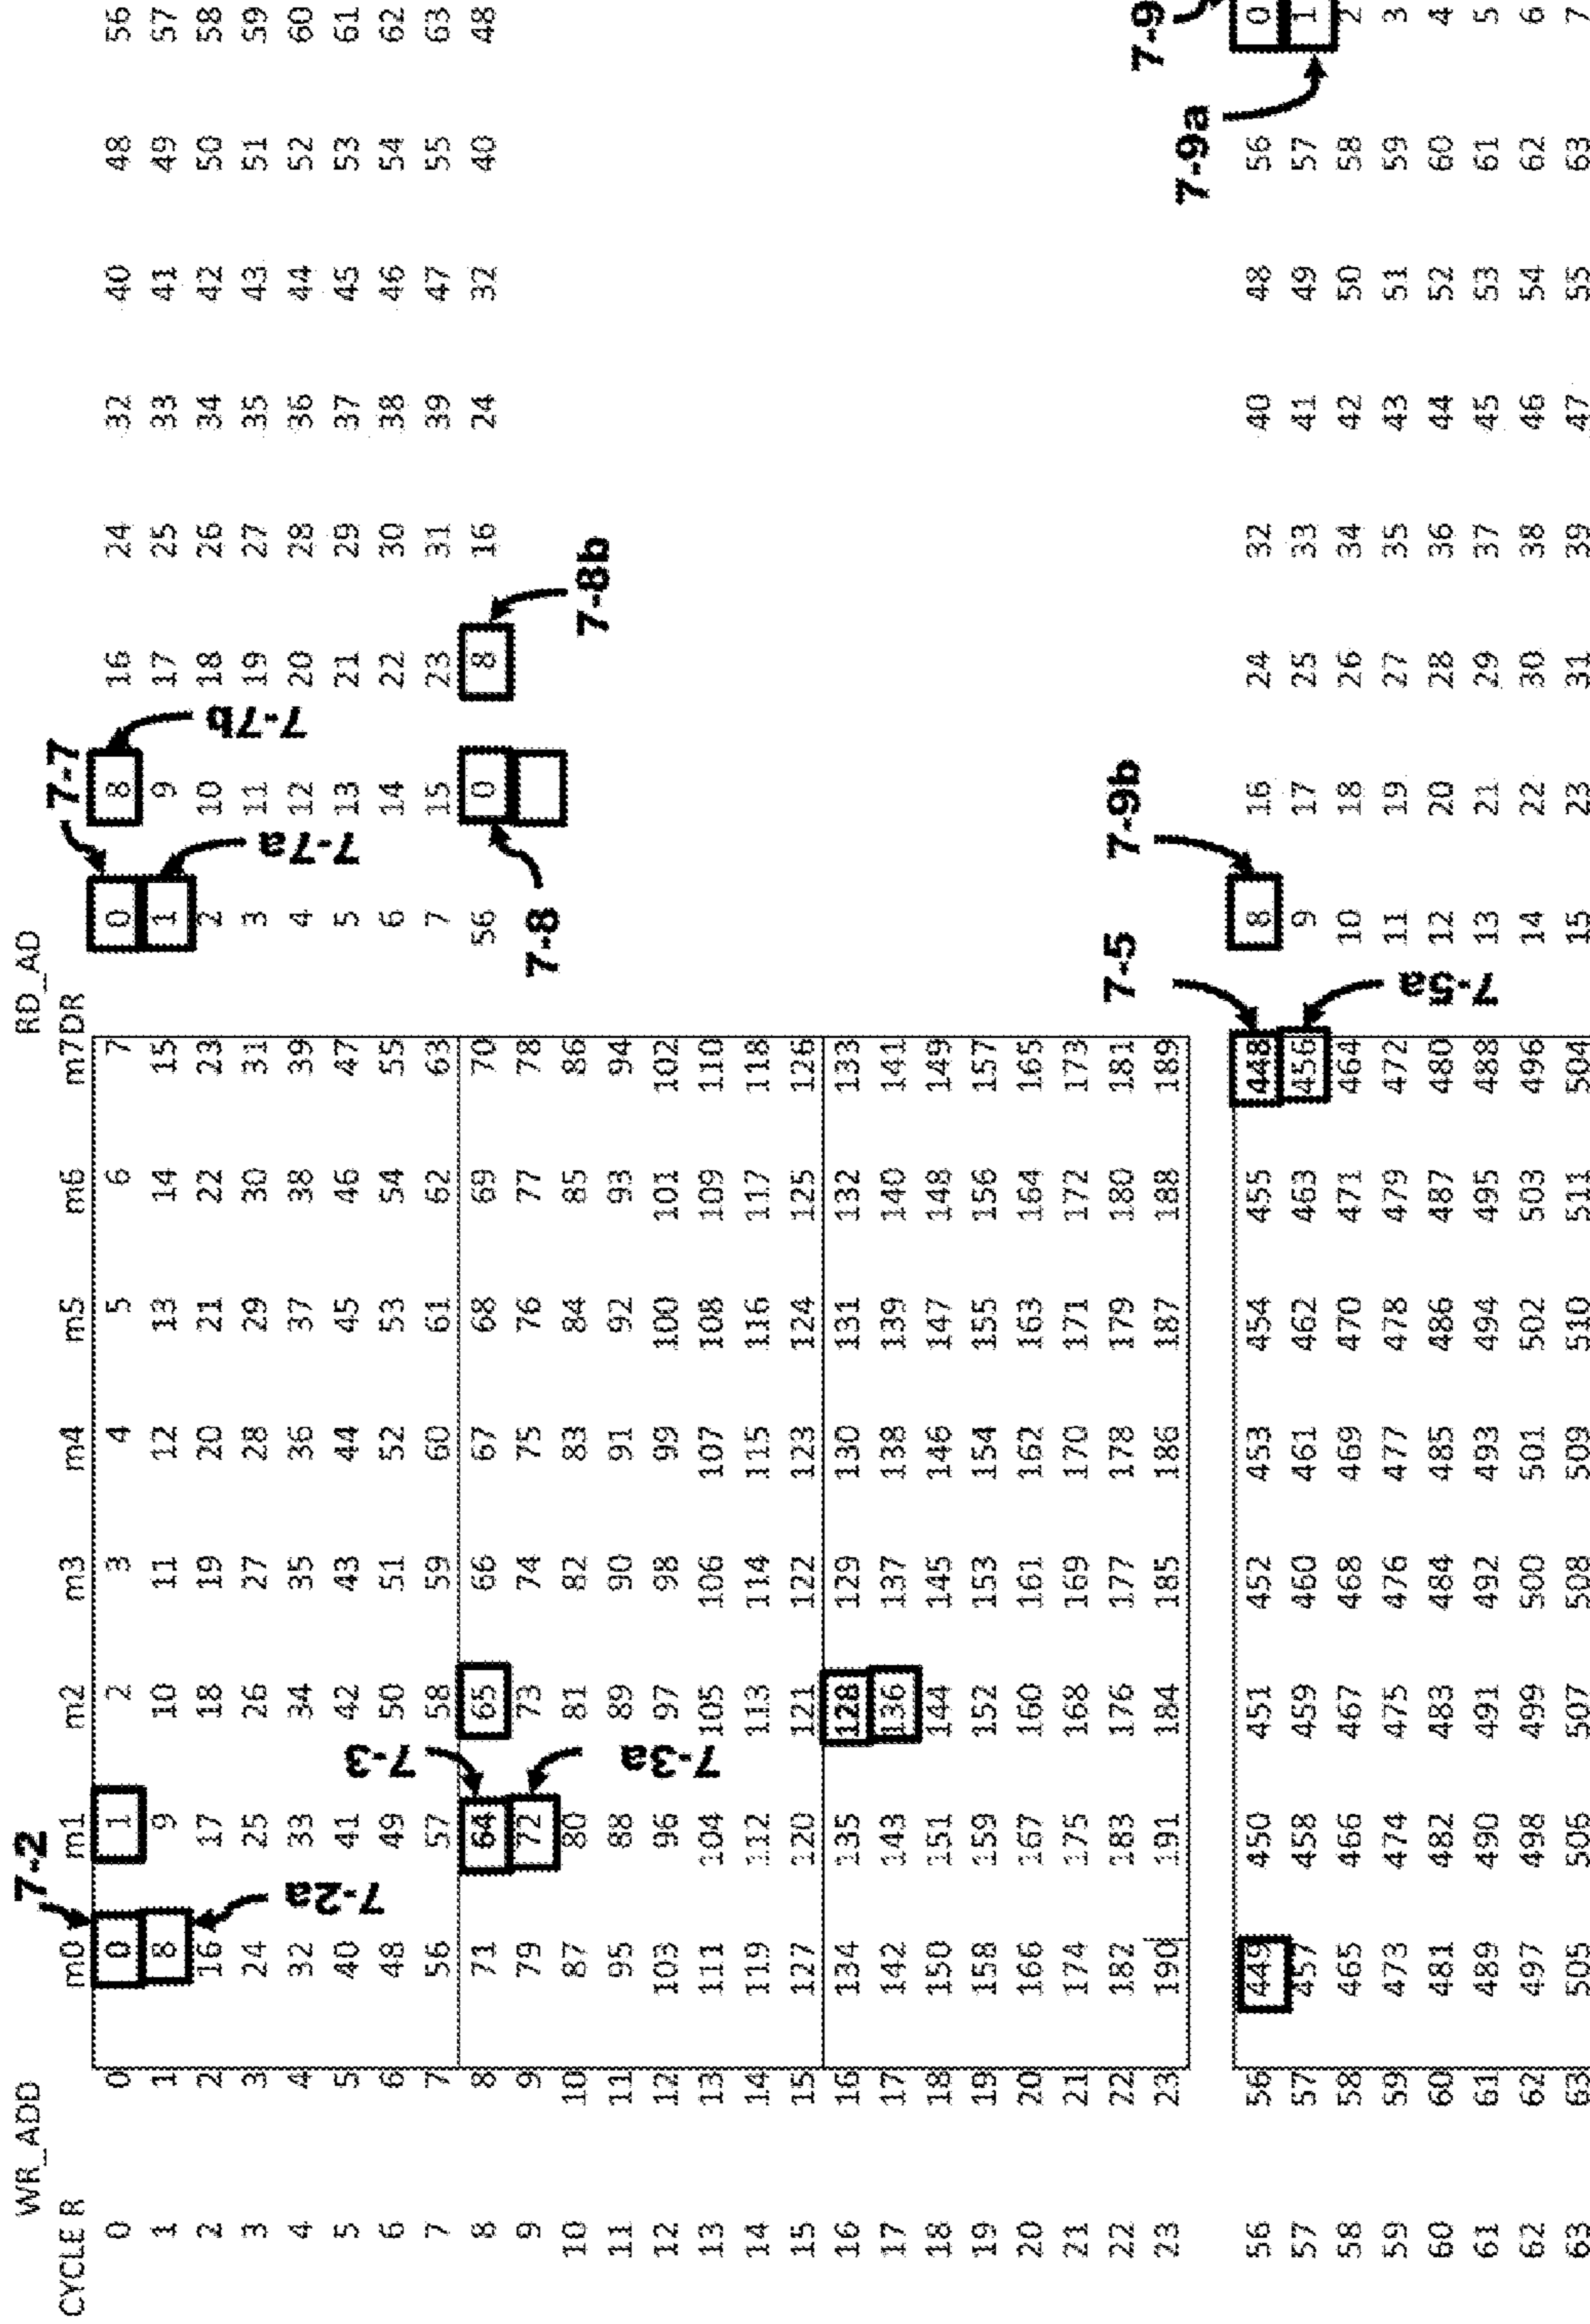 WR_ADD RD_AD
7-2 7-7
CYCLE R m0 m1 m2 m3 m4 m5 m6 m7DR
0 0 0 1 2 3 4 5 6 7 0 8 16 24 32 40 48 56
1 1 8 9 10 11 12 13 14 15 1 9 17 25 33 41 49 57
2 2 16 17 18 19 20 21 22 23 2 10 18 26 34 42 50 58
7-7b
3 3 24 25 26 27 28 29 30 31 3 11 19 27 35 43 51 59
7-7a
4 4 32 33 34 35 36 37 38 39 4 12 20 28 36 44 52 60
7-2a
5 5 40 41 42 43 44 45 46 47 5 13 21 29 37 45 53 61
7-3
6 6 48 49 50 51 52 53 54 55 6 14 22 30 38 46 54 62
7 7 56 57 58 59 60 61 62 63 7 15 23 31 39 47 55 63
8 8 71 64 65 66 67 68 69 70 56 0 8 16 24 32 40 48
9 9 79 72 73 74 75 76 77 78
7-8
10 10 87 80 81 82 83 84 85 86
7-8b
11 11 95 88 89 90 91 92 93 94
12 12 103 96 97 98 99 100 101 102
7-3a
13 13 111 104 105 106 107 108 109 110
14 14 119 112 113 114 115 116 117 118
15 15 127 120 121 122 123 124 125 126
16 16 134 135 128 129 130 131 132 133
17 17 142 143 136 137 138 139 140 141
18 18 150 151 144 145 146 147 148 149
19 19 158 159 152 153 154 155 156 157
20 20 166 167 160 161 162 163 164 165
21 21 174 175 168 169 170 171 172 173
22 22 182 183 176 177 178 179 180 181
23 23 190 191 184 185 186 187 188 189
7-5 7-9b 7-9
7-9a
56 56 449 450 451 452 453 454 455 448 8 16 24 32 40 48 56 0
57 57 457 458 459 460 461 462 463 456 9 17 25 33 41 49 57 1
58 58 465 466 467 468 469 470 471 464 10 18 26 34 42 50 58 2
59 59 473 474 475 476 477 478 479 472 11 19 27 35 43 51 59 3
60 60 481 482 483 484 485 486 487 480 12 20 28 36 44 52 60 4
7-5a
61 61 489 490 491 492 493 494 495 488 13 21 29 37 45 53 61 5
62 62 497 498 499 500 501 502 503 496 14 22 30 38 46 54 62 6
63 63 505 506 507 508 509 510 511 504 15 23 31 39 47 55 63 7